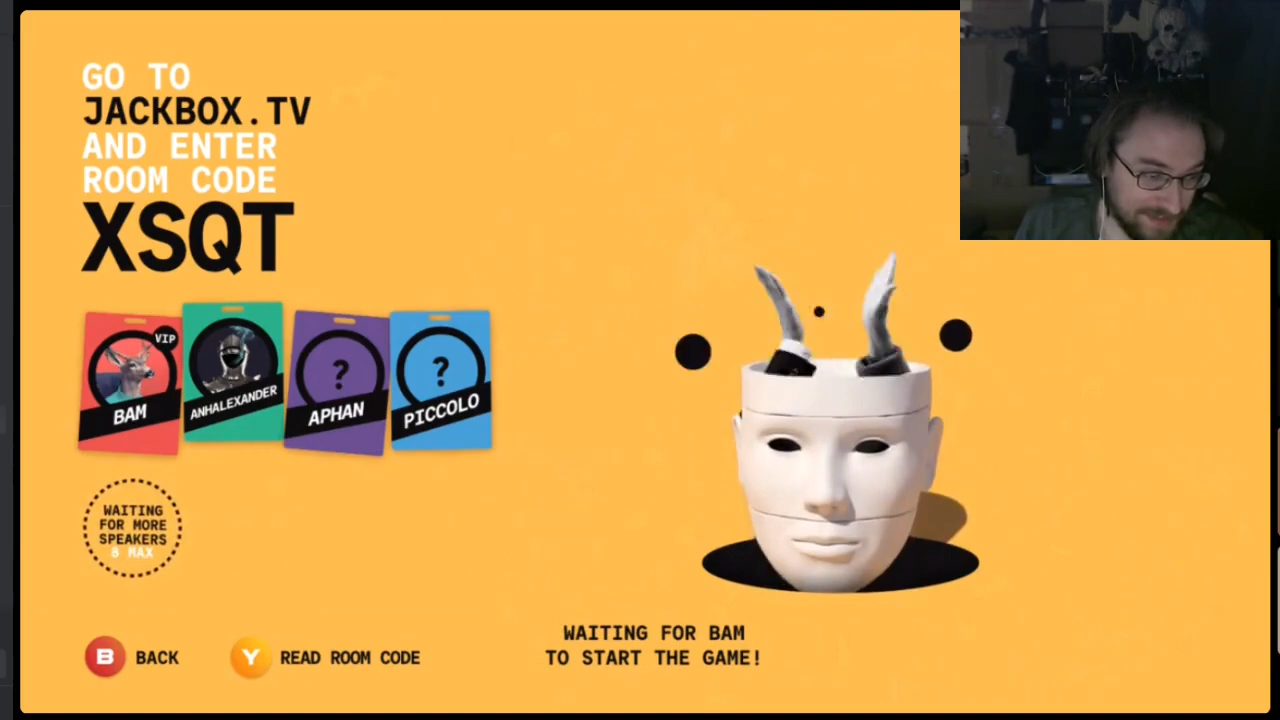 GO TO
JACKBOX.TV
AND ENTER
ROOM CODE
XSQT
VIP
BAM
ANHALEXANDER
?
APHAN
?
PICCOLO
WAITING
FOR MORE
SPEAKERS
8 MAX
WAITING FOR BAM
TO START THE GAME!
B BACK
Y READ ROOM CODE